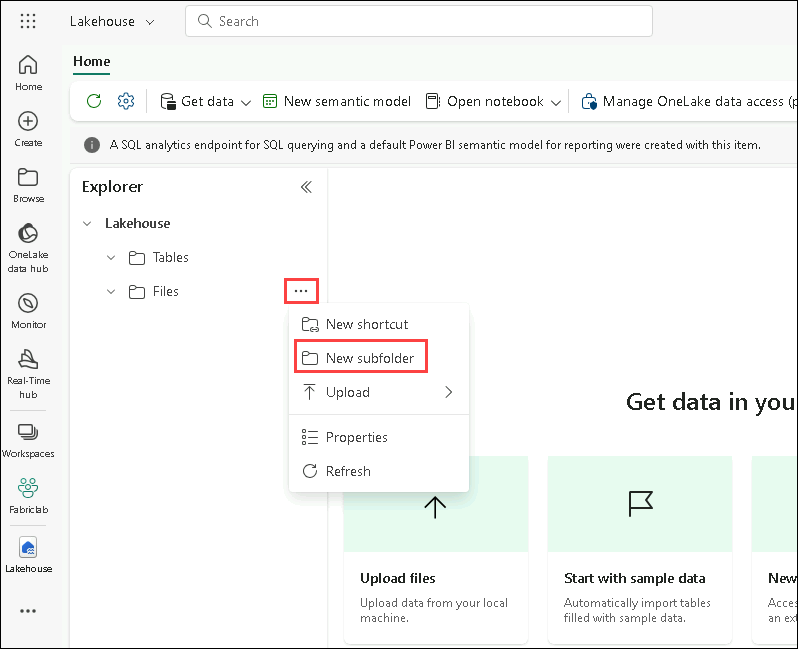 Lakehouse
Search
Home
Home
Get data
New semantic model
Open notebook
Manage OneLake data access (p
Create
A SQL analytics endpoint for SQL querying and a default Power BI semantic model for reporting were created with this item.
Browse
Explorer
Lakehouse
OneLake
data hub
Tables
Files
...
Monitor
New shortcut
New subfolder
Real-Time
hub
Upload
Get data in you
Properties
Workspaces
Refresh
Fabriclab
Lakehouse
Upload files
Upload data from your local
machine.
Start with sample data
Automatically import tables
filled with sample data.
New
Acces
an ext
...